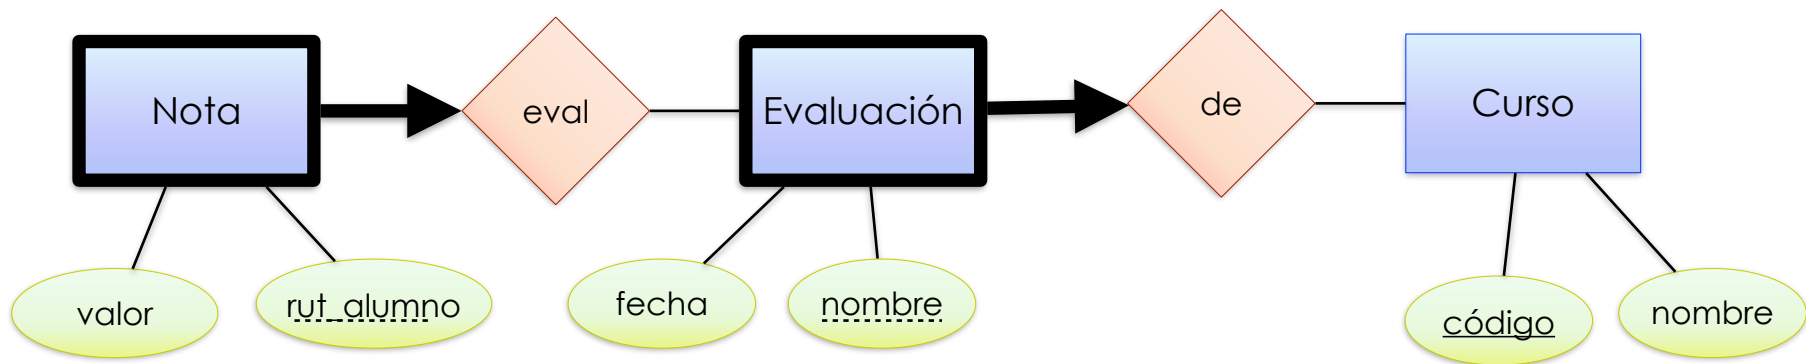 Nota
eval
Evaluación
de
Curso
valor
rut_alumno
fecha
nombre
código
nombre